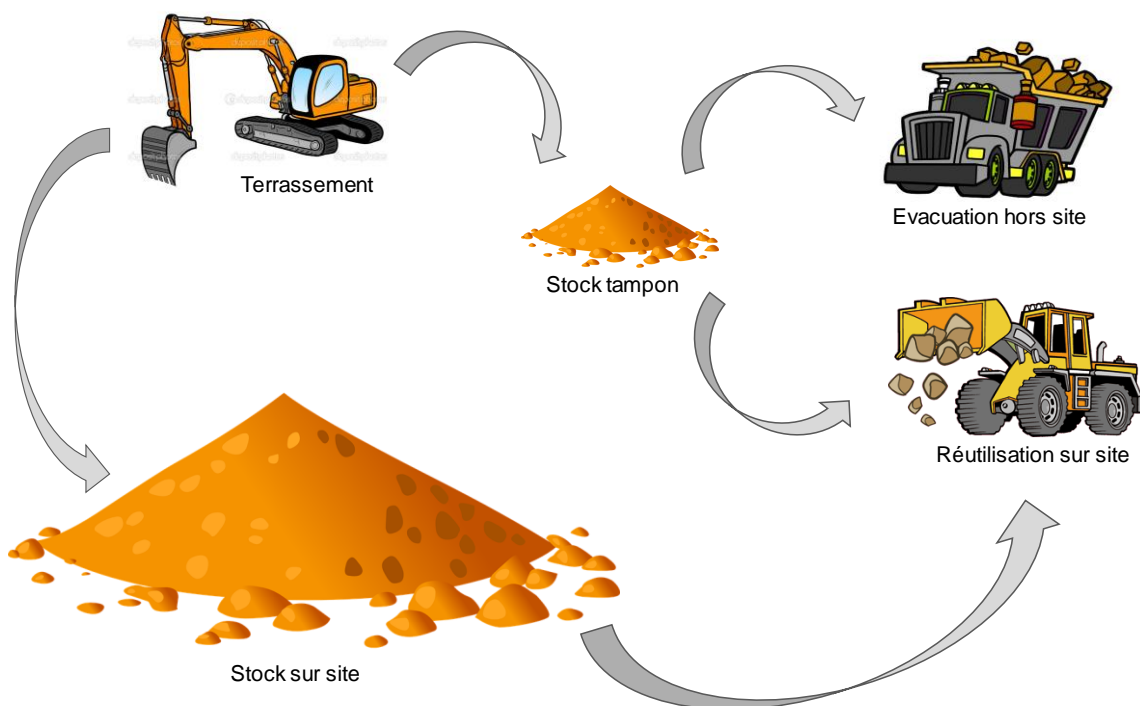 Terrassement
Evacuation hors site
Stock tampon
Réutilisation sur site
Stock sur site